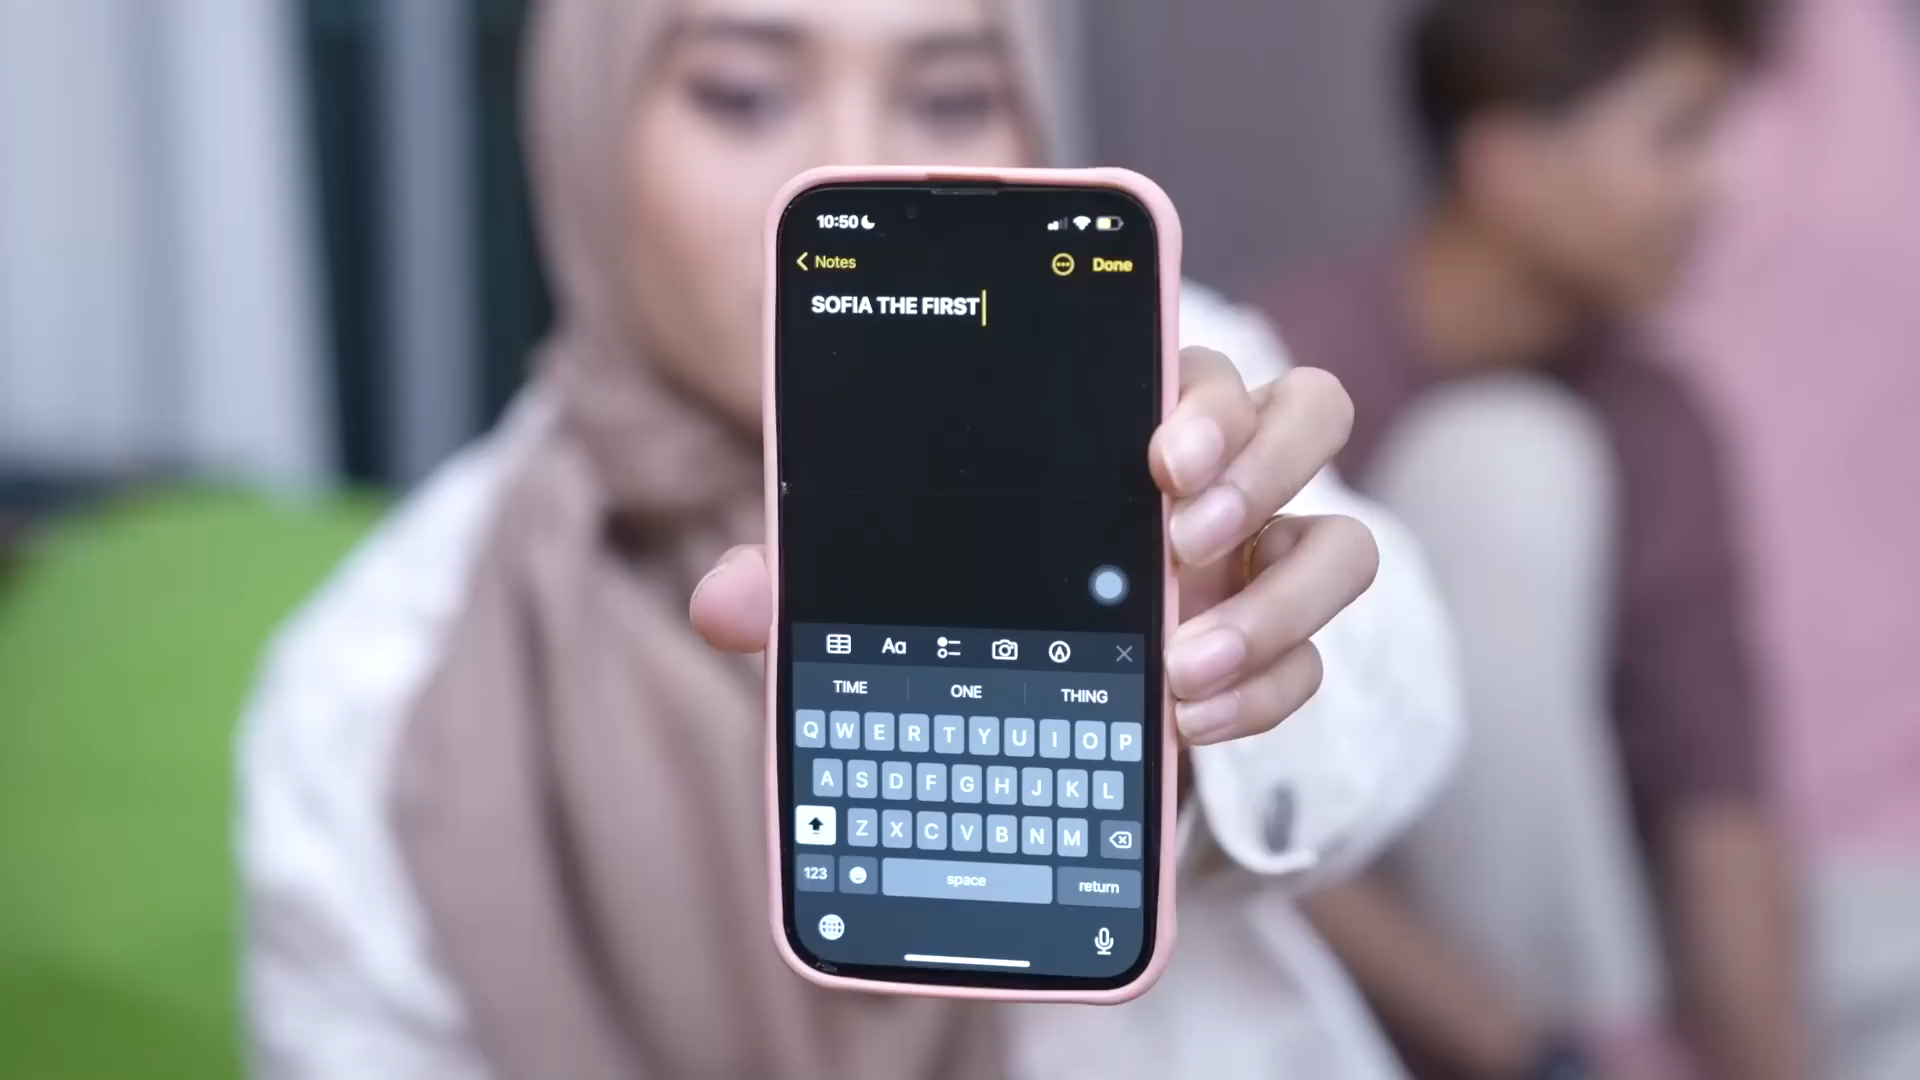 10:50
Notes
Done
SOFIA THE FIRST
Aa
TIME ONE THING
Q W E R T Y U I O P
A S D F G H J K L
Z X C V B N M
123 space return